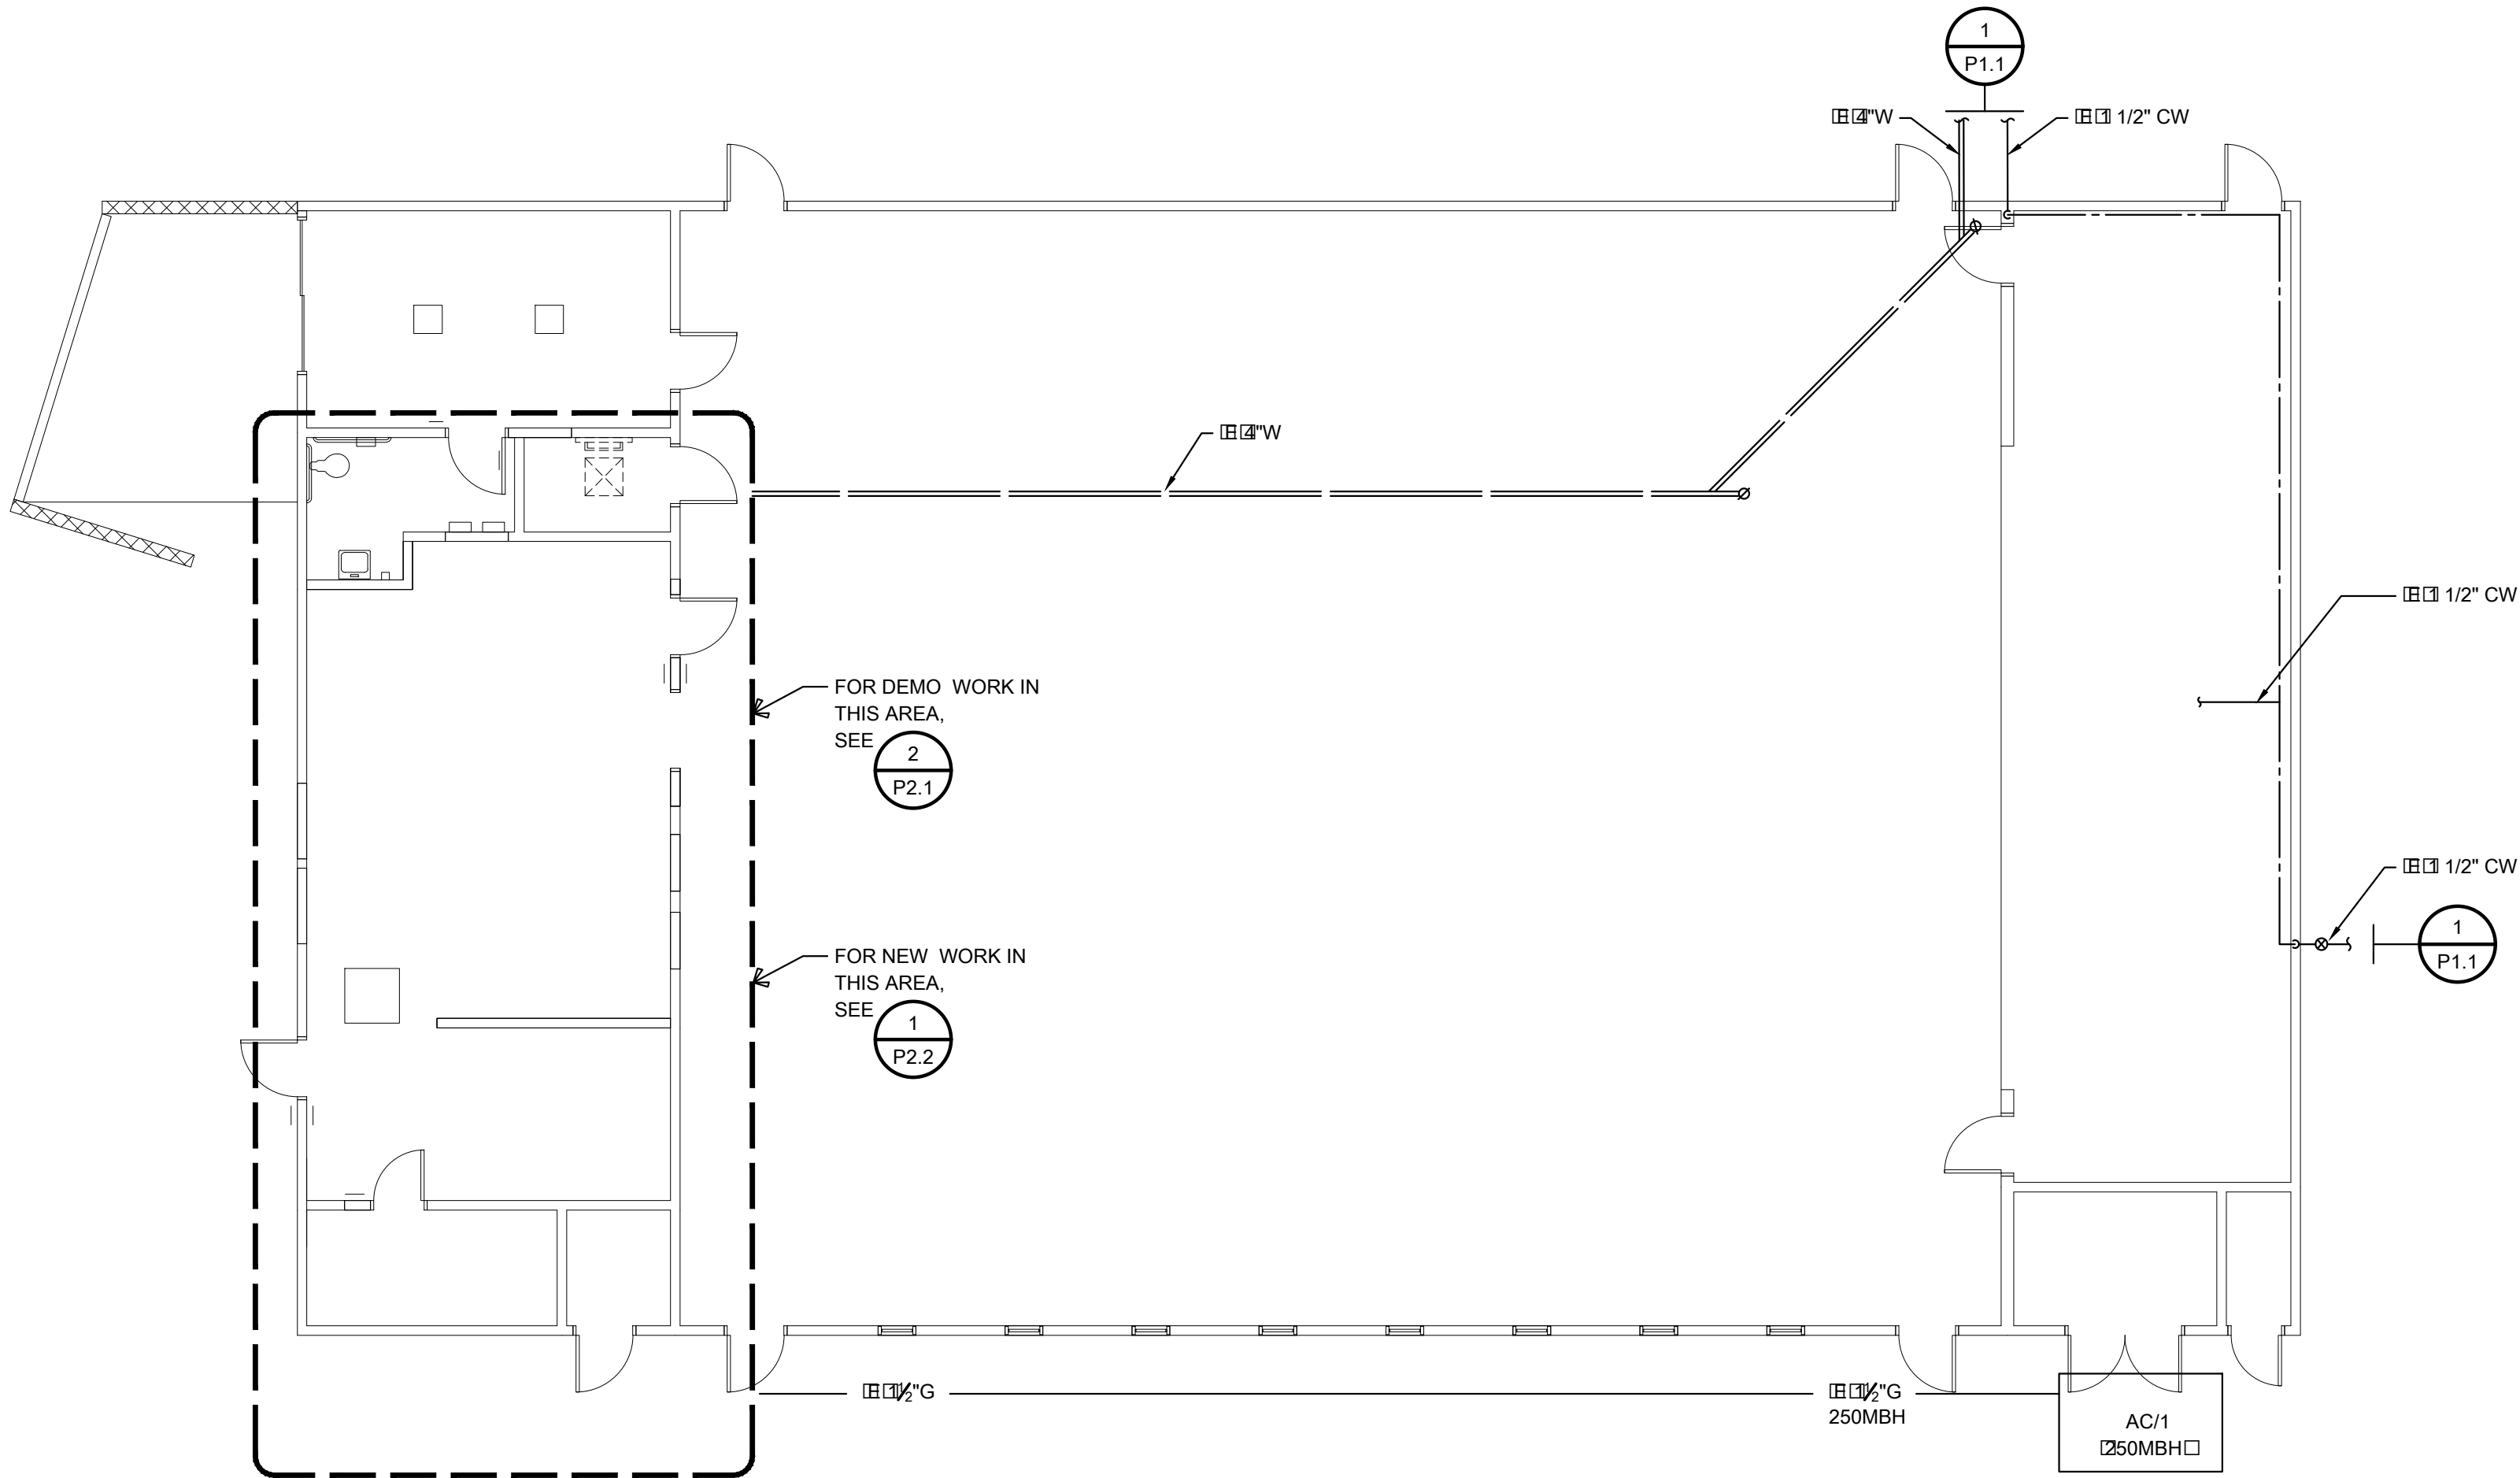 1
P1.1
(E) 4"W
(E) 1 1/2" CW
(E) 4"W
(E) 1 1/2" CW
FOR DEMO WORK IN
THIS AREA,
SEE
2
P2.1
(E) 1 1/2" CW
1
P1.1
FOR NEW WORK IN
THIS AREA,
SEE
1
P2.2
(E) 1½"G
(E) 1½"G
250MBH
AC/1
(250MBH)